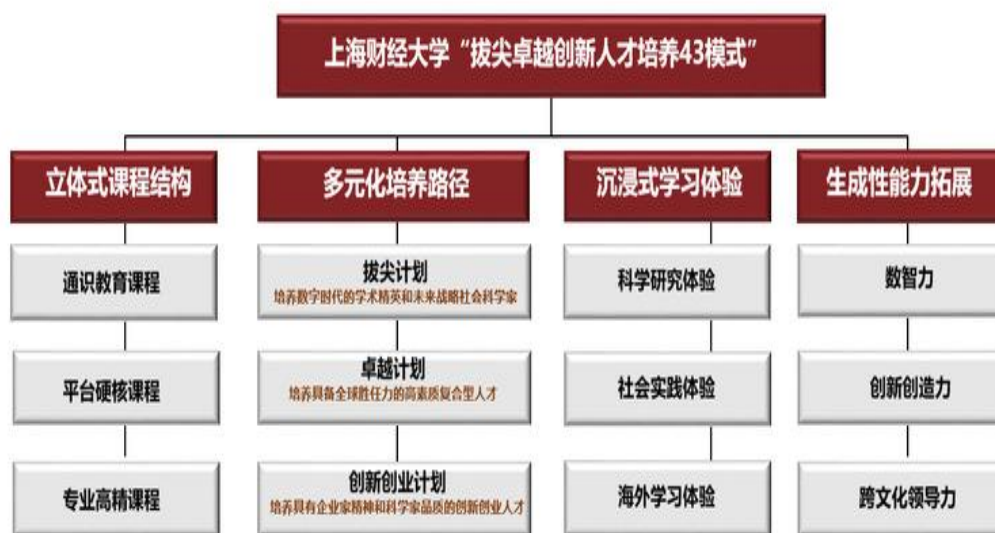 上海财经大学“拔尖卓越创新人才培养43模式”
立体式课程结构
通识教育课程
平台硬核课程
专业高精课程
多元化培养路径
拔尖计划
培养数字时代的学术精英和未来战略社会科学家
卓越计划
培养具备全球胜任力的高素质复合型人才
创新创业计划
培养具有企业家精神和科学家品质的创新创业人才
沉浸式学习体验
科学研究体验
社会实践体验
海外学习体验
生成性能力拓展
数智力
创新创造力
跨文化领导力